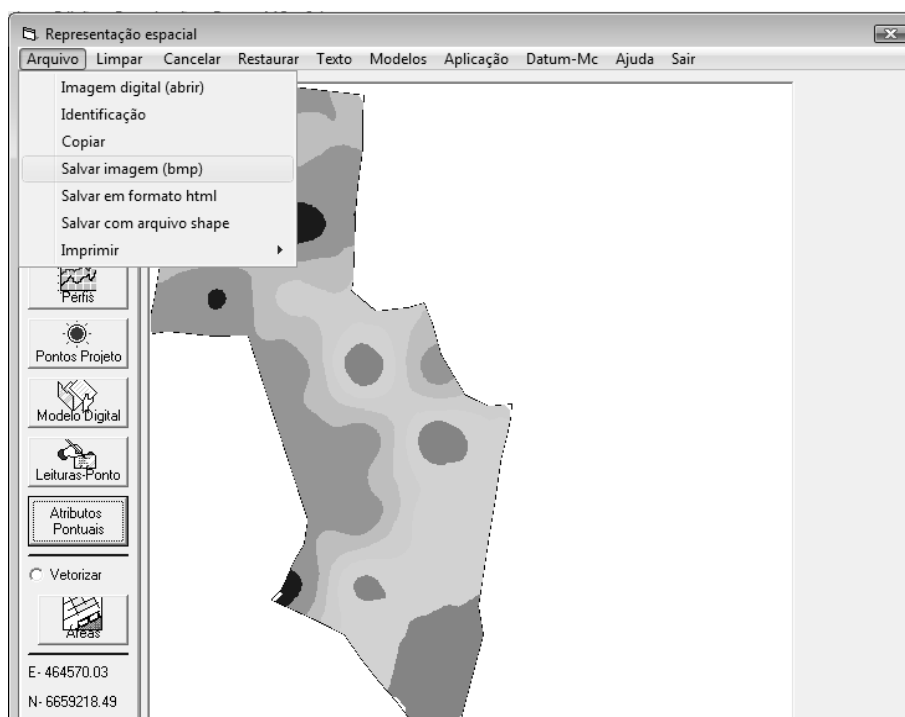 Representação espacial
Arquivo Limpar Cancelar Restaurar Texto Modelos Aplicação Datum-Mc Ajuda Sair
Imagem digital (abrir)
Identificação
Copiar
Salvar imagem (bmp)
Salvar em formato html
Salvar com arquivo shape
Imprimir
Perfis
Pontos Projeto
Modelo Digital
Leituras-Ponto
Atributos
Pontuais
Vetorizar
Áreas
E- 464570.03
N- 6659218.49